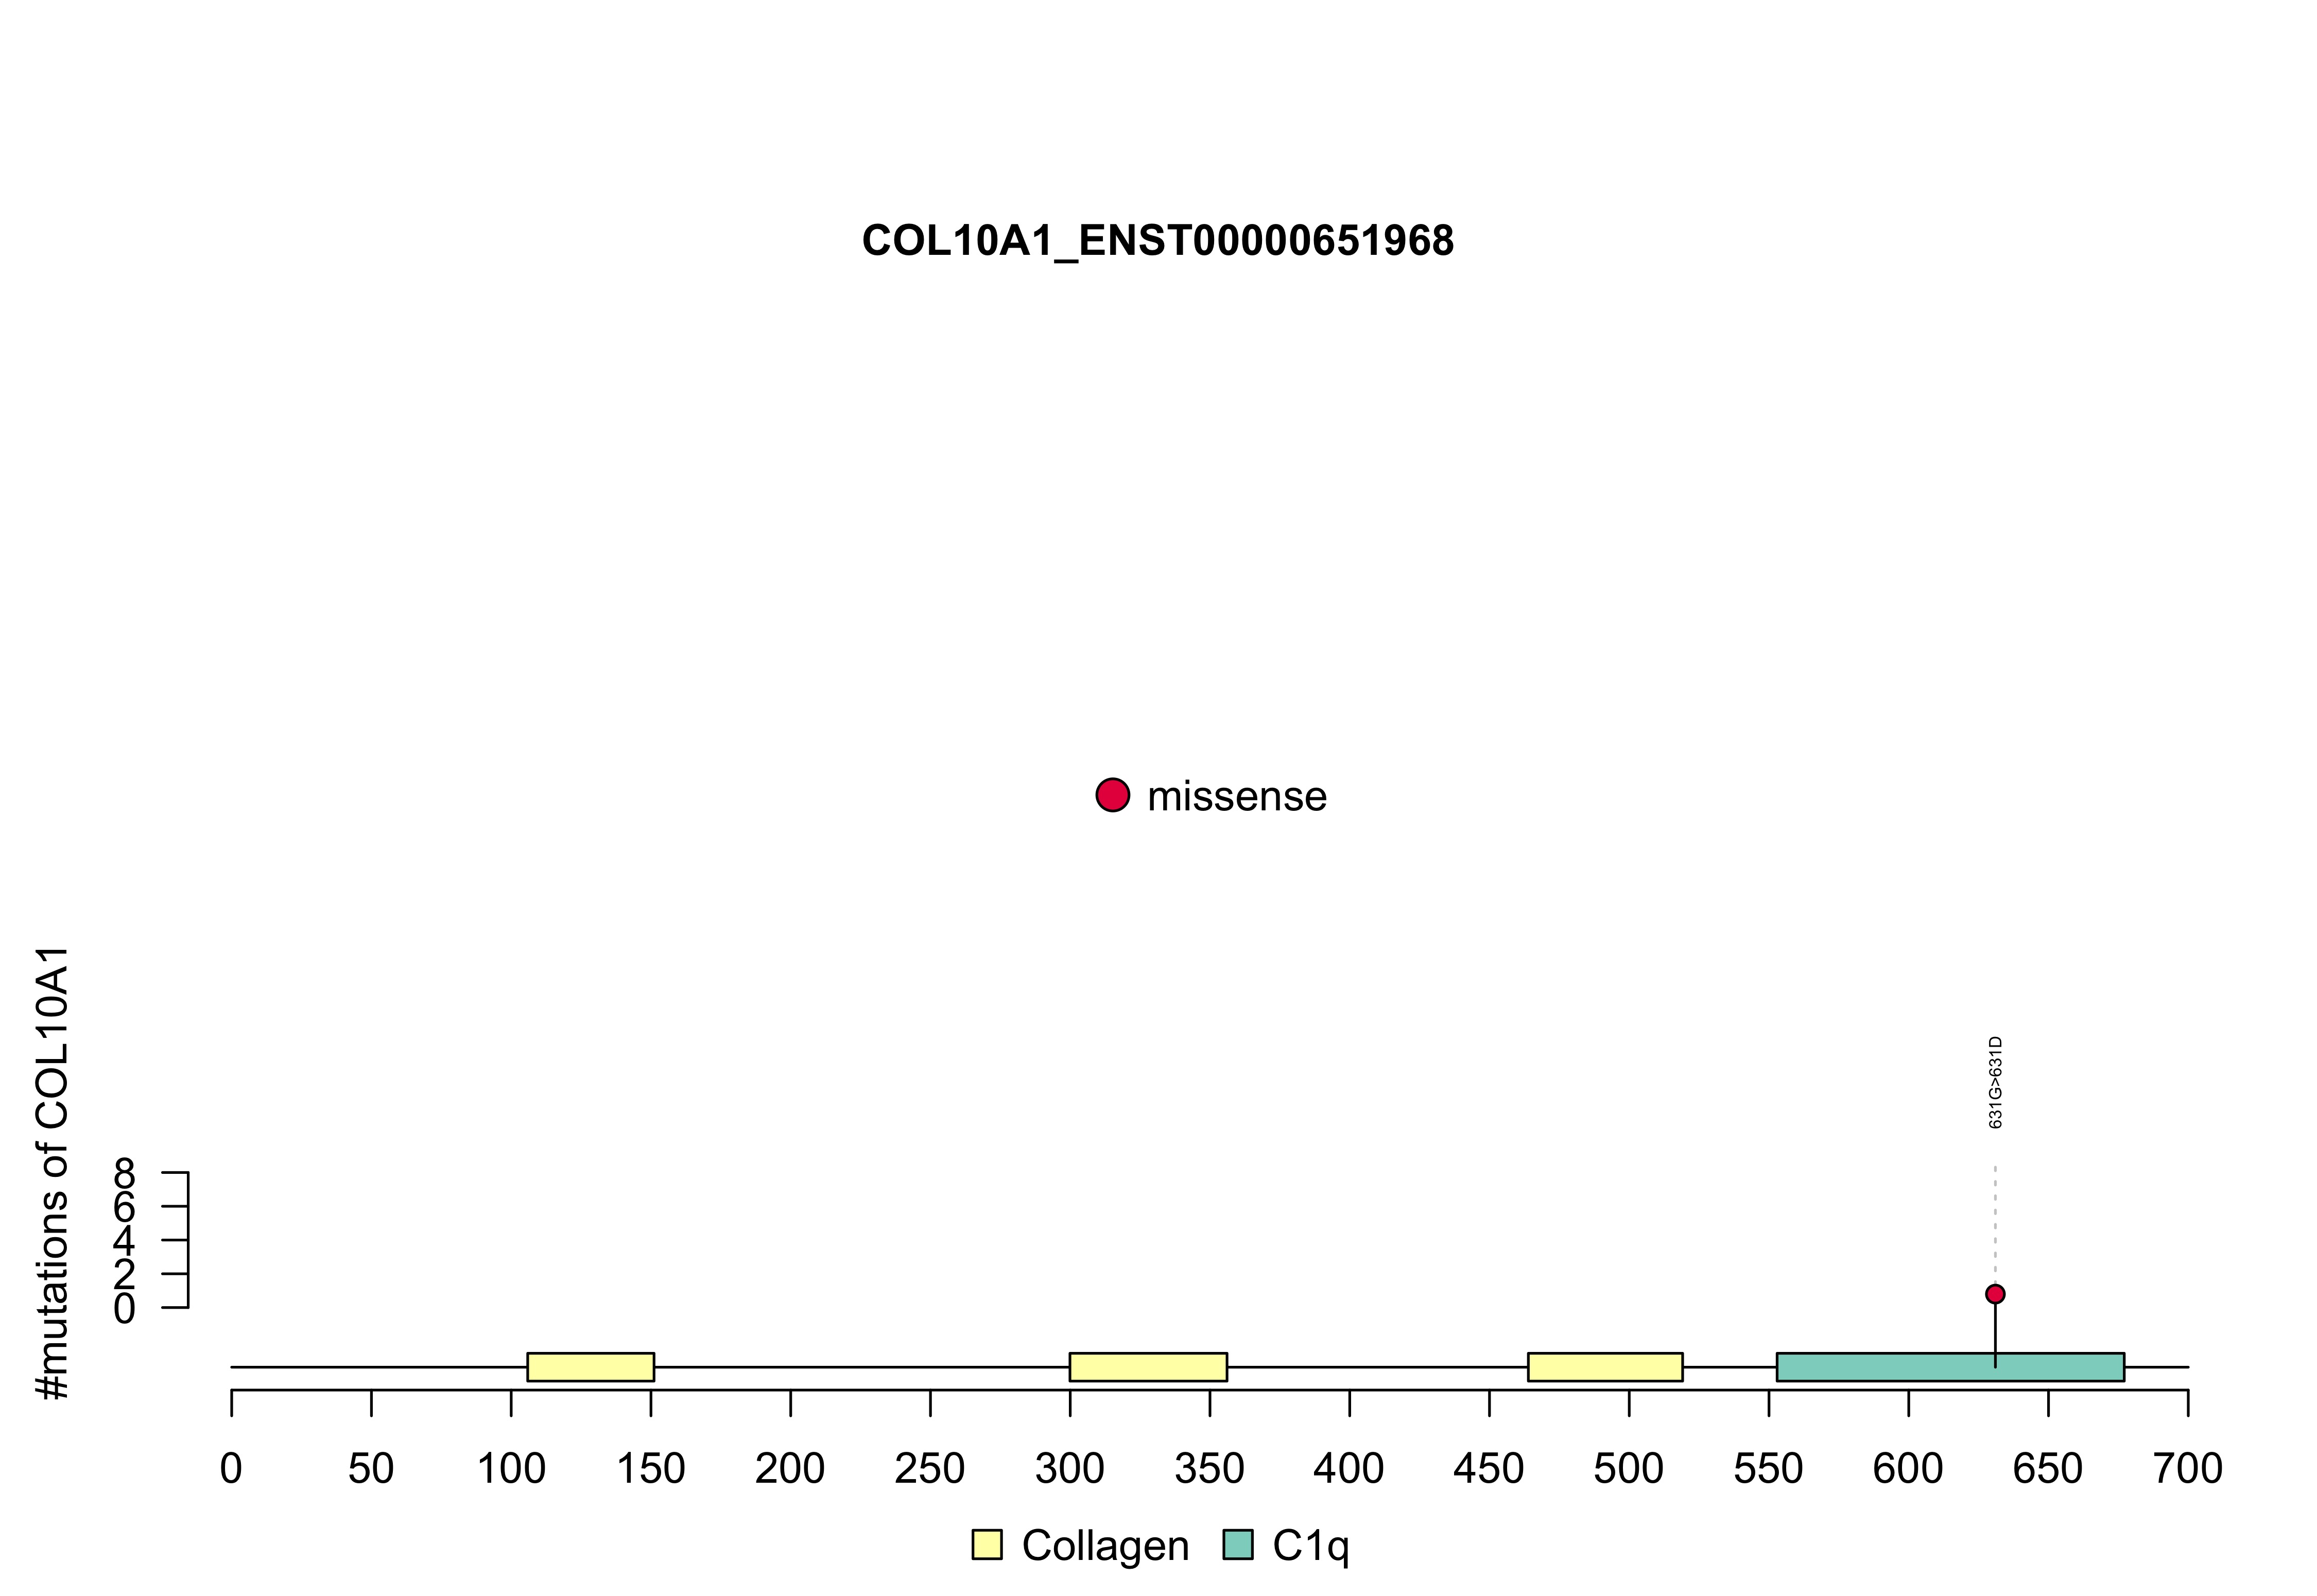 COL10A1_ENST00000651968
missense
#mutations of COL10A1
631G>631D
8
6
4
2
0
0 50 100 150 200 250 300 350 400 450 500 550 600 650 700
Collagen C1q